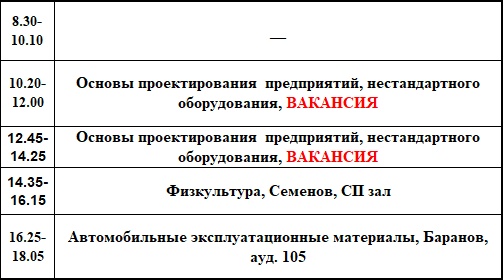 8.30-
10.10
—
10.20-
12.00
Основы проектирования предприятий, нестандартного
оборудования, ВАКАНСИЯ
12.45-
14.25
Основы проектирования предприятий, нестандартного
оборудования, ВАКАНСИЯ
14.35-
16.15
Физкультура, Семенов, СП зал
16.25-
18.05
Автомобильные эксплуатационные материалы, Баранов,
ауд. 105